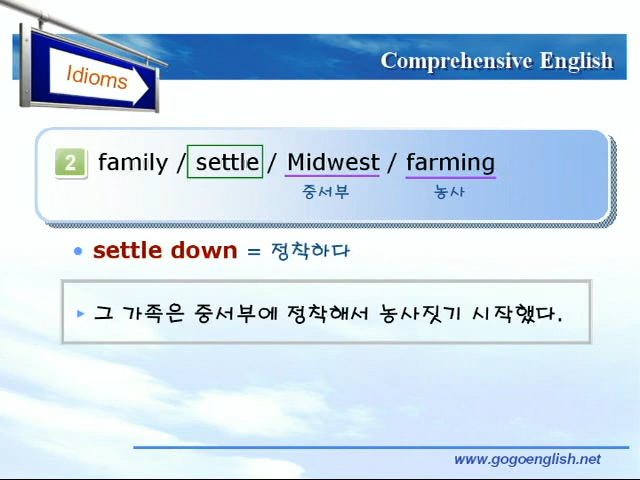 Idioms
Comprehensive English
2 family / settle / Midwest / farming
중서부 농사
• settle down = 정착하다
▸ 그 가족은 중서부에 정착해서 농사짓기 시작했다.
www.gogoenglish.net